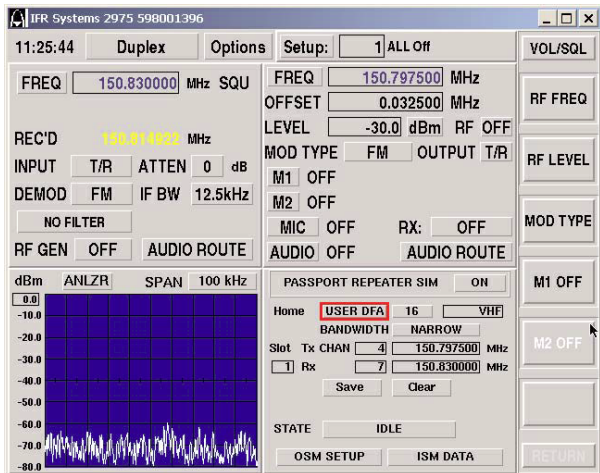 IFR Systems 2975 598001396
11:25:44 Duplex Options Setup: 1 ALL Off VOL/SQL
FREQ 150.830000 MHz SQU
REC'D 150.814922 MHz
INPUT T/R ATTEN 0 dB
DEMOD FM IF BW 12.5kHz
NO FILTER
RF GEN OFF AUDIO ROUTE
FREQ 150.797500 MHz
OFFSET 0.032500 MHz
LEVEL -30.0 dBm RF OFF
MOD TYPE FM OUTPUT T/R
M1 OFF
M2 OFF
MIC OFF RX: OFF
AUDIO OFF AUDIO ROUTE
dBm ANLZR SPAN 100 kHz
0.0
-10.0
-20.0
-30.0
-40.0
-50.0
-60.0
-70.0
-80.0
PASSPORT REPEATER SIM ON
Home USER DFA 16 VHF
BANDWIDTH NARROW
Slot Tx CHAN 4 150.797500 MHz
1 Rx 7 150.830000 MHz
Save Clear
STATE IDLE
OSM SETUP ISM DATA
RF FREQ
RF LEVEL
MOD TYPE
M1 OFF
M2 OFF
RETURN